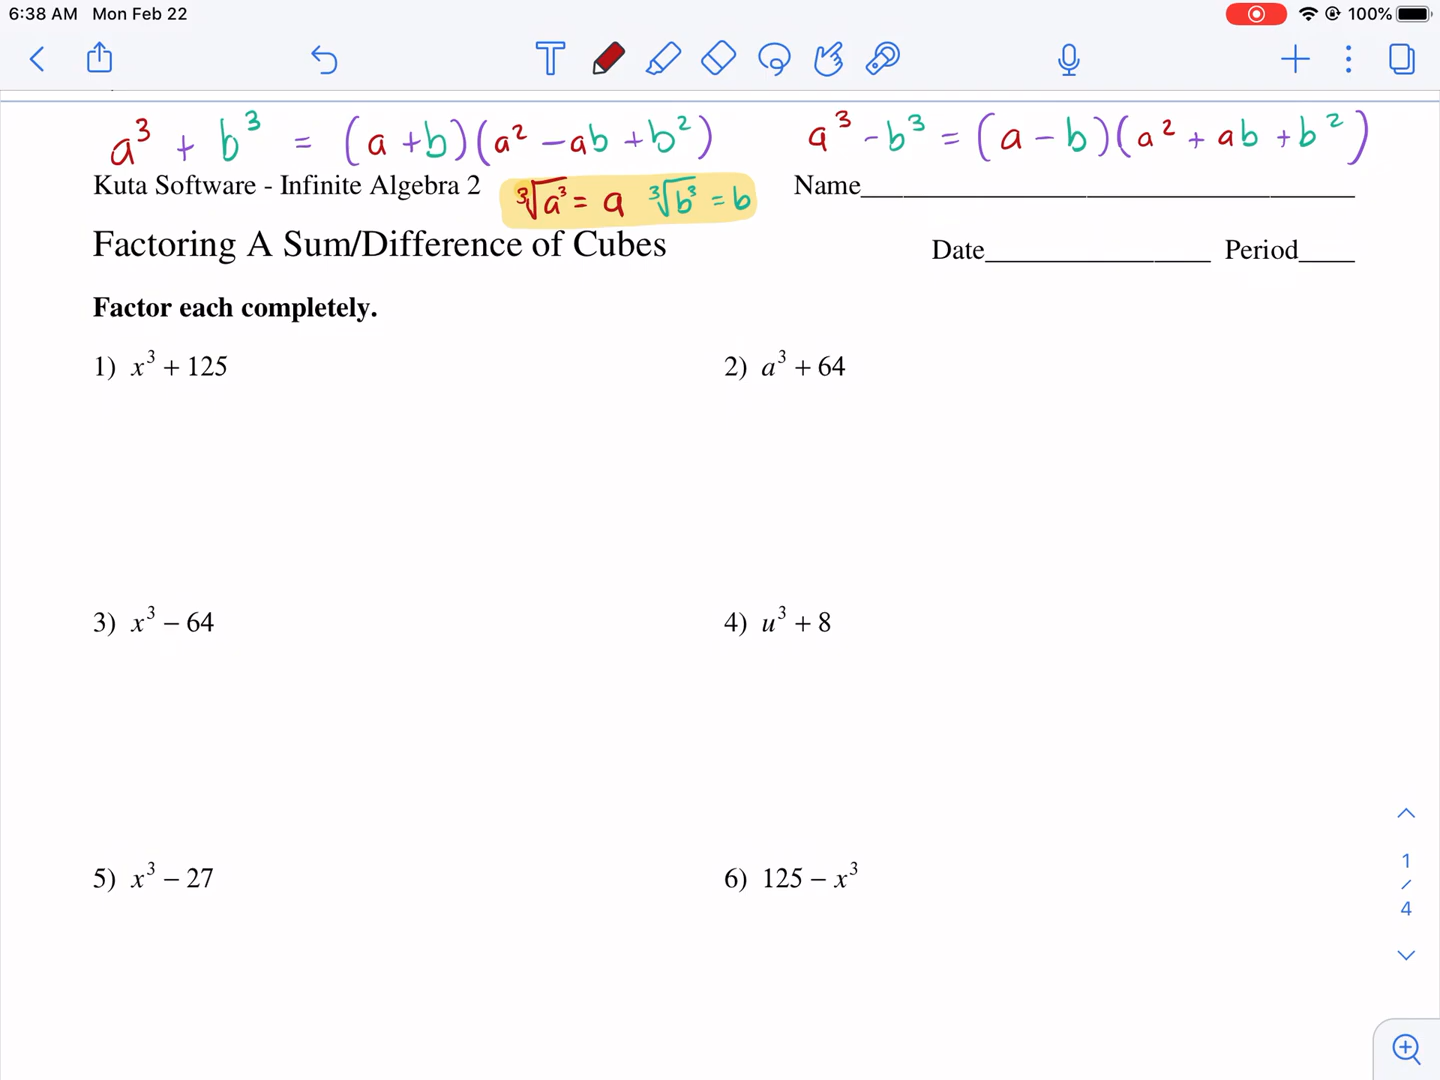 6:38 AM Mon Feb 22 100%
a³ + b³ = (a + b)(a² − ab + b²) a³ − b³ = (a − b)(a² + ab + b²)
Kuta Software - Infinite Algebra 2 ∛a³ = a ∛b³ = b Name
Factoring A Sum/Difference of Cubes Date Period
Factor each completely.
1) x³ + 125 2) a³ + 64
3) x³ − 64 4) u³ + 8
5) x³ − 27 6) 125 − x³
1
/
4